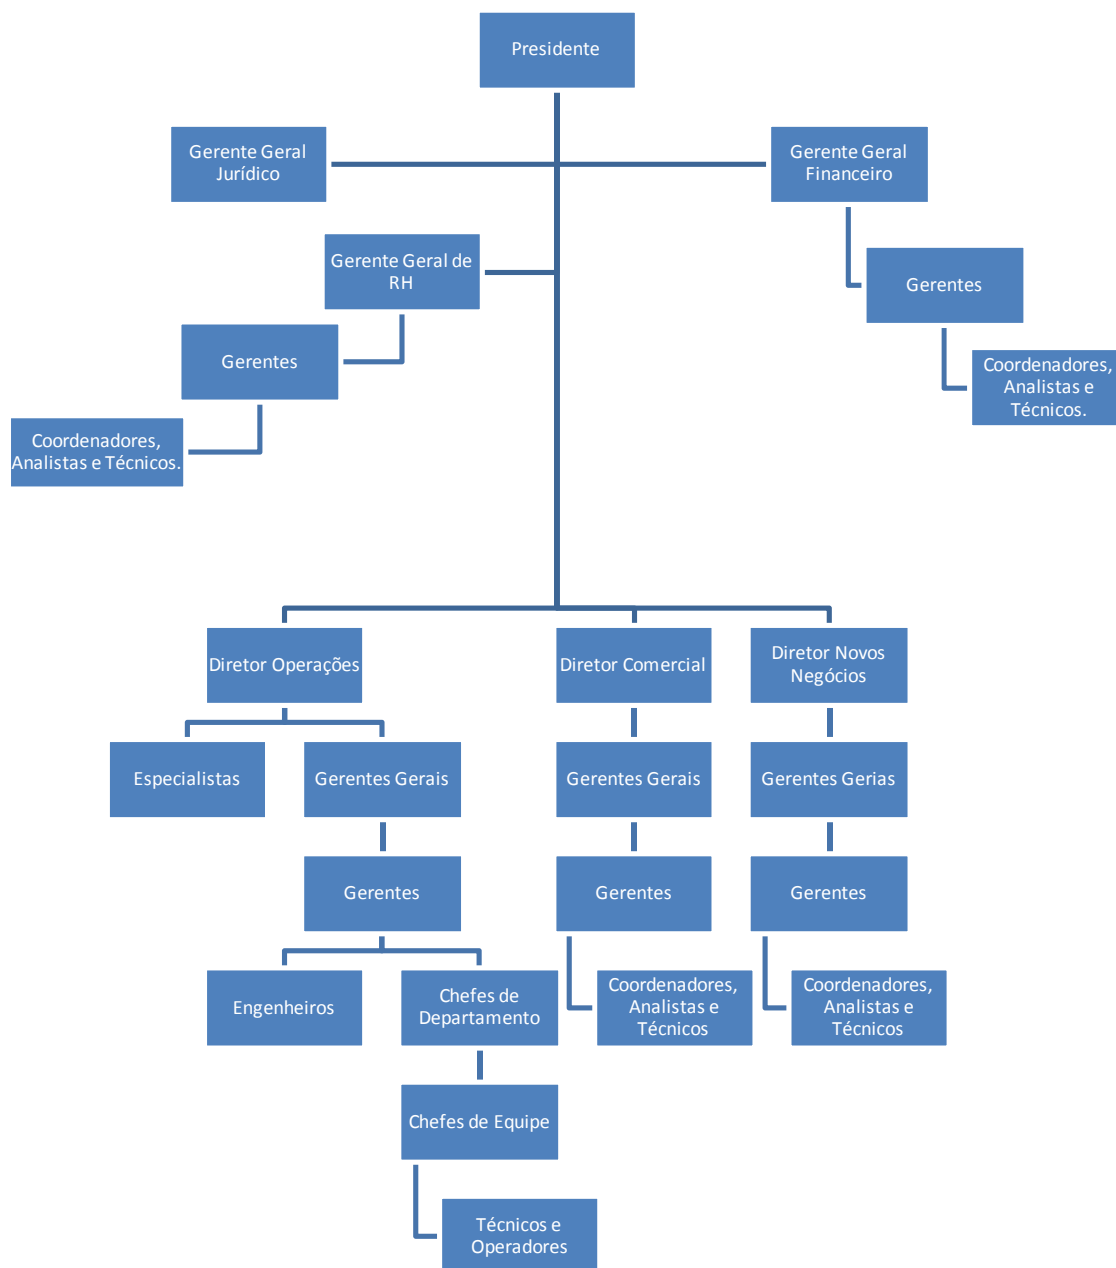 Presidente
Gerente Geral
Jurídico
Gerente Geral
Financeiro
Gerente Geral de
RH
Gerentes
Gerentes
Coordenadores,
Analistas e
Técnicos.
Coordenadores,
Analistas e Técnicos.
Diretor Operações
Diretor Comercial
Diretor Novos
Negócios
Especialistas
Gerentes Gerais
Gerentes Gerais
Gerentes Gerias
Gerentes
Gerentes
Gerentes
Engenheiros
Chefes de
Departamento
Coordenadores,
Analistas e
Técnicos
Coordenadores,
Analistas e
Técnicos
Chefes de Equipe
Técnicos e
Operadores